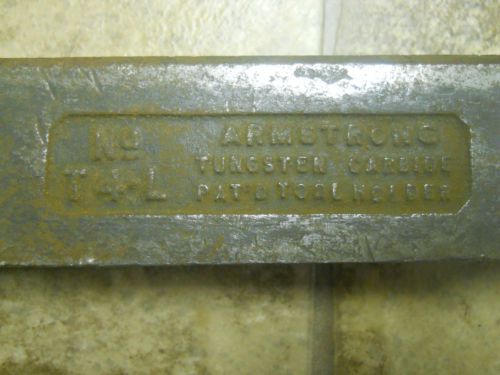 No
T4-L
ARMSTRONG
TUNGSTEN CARBIDE
PAT'D TOOL HOLDER